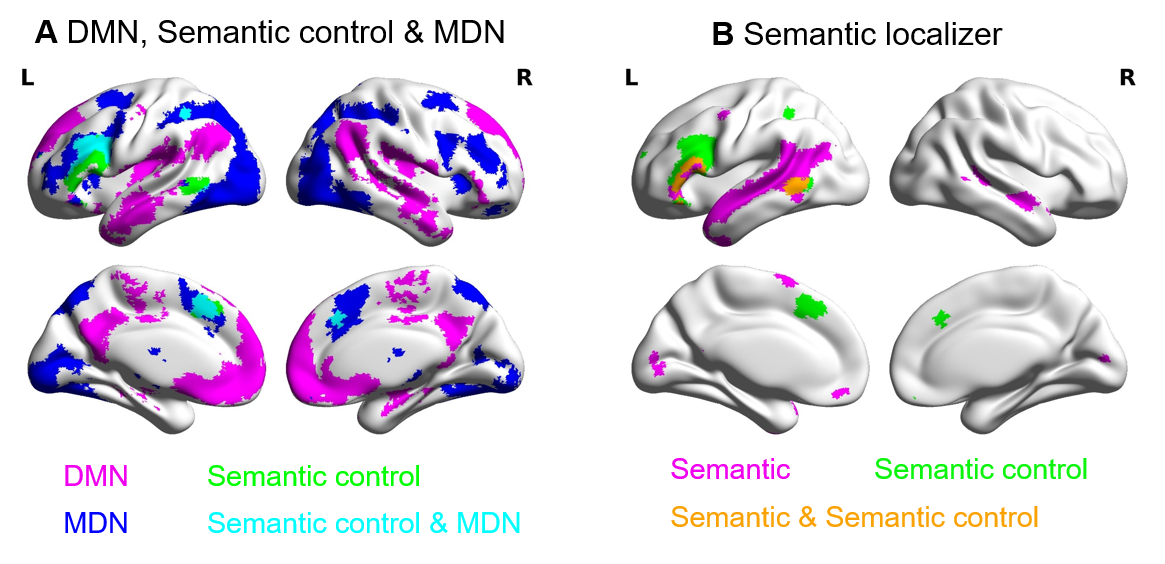 A DMN, Semantic control & MDN
L
R
DMN
Semantic control
MDN
Semantic control & MDN
B Semantic localizer
L
R
Semantic
Semantic control
Semantic & Semantic control